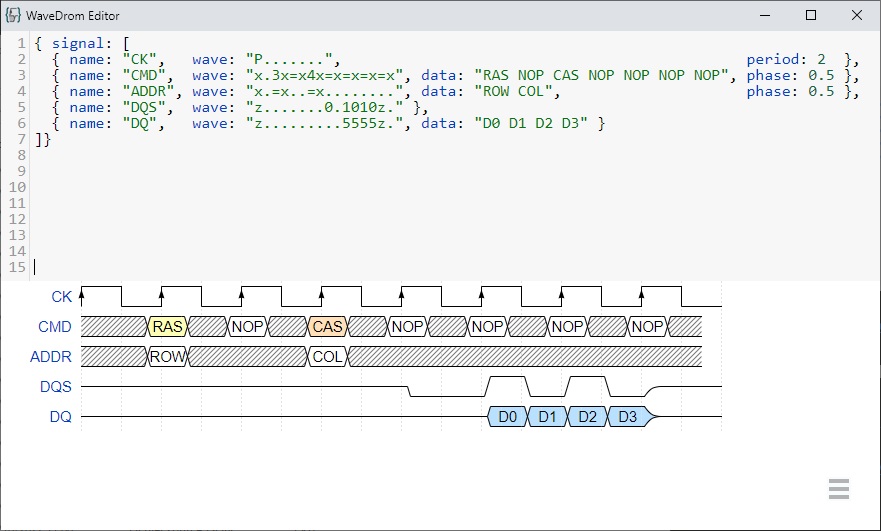 WaveDrom Editor
1 { signal: [
2   { name: "CK",   wave: "P.......",                                              period: 2  },
3   { name: "CMD",  wave: "x.3x=x4x=x=x=x=x", data: "RAS NOP CAS NOP NOP NOP NOP", phase: 0.5 },
4   { name: "ADDR", wave: "x.=x..=x........", data: "ROW COL",                     phase: 0.5 },
5   { name: "DQS",  wave: "z.......0.1010z." },
6   { name: "DQ",   wave: "z.........5555z.", data: "D0 D1 D2 D3" }
7 ]}
8
9
10
11
12
13
14
15
CK
CMD RAS NOP CAS NOP NOP NOP NOP
ADDR ROW COL
DQS
DQ D0 D1 D2 D3